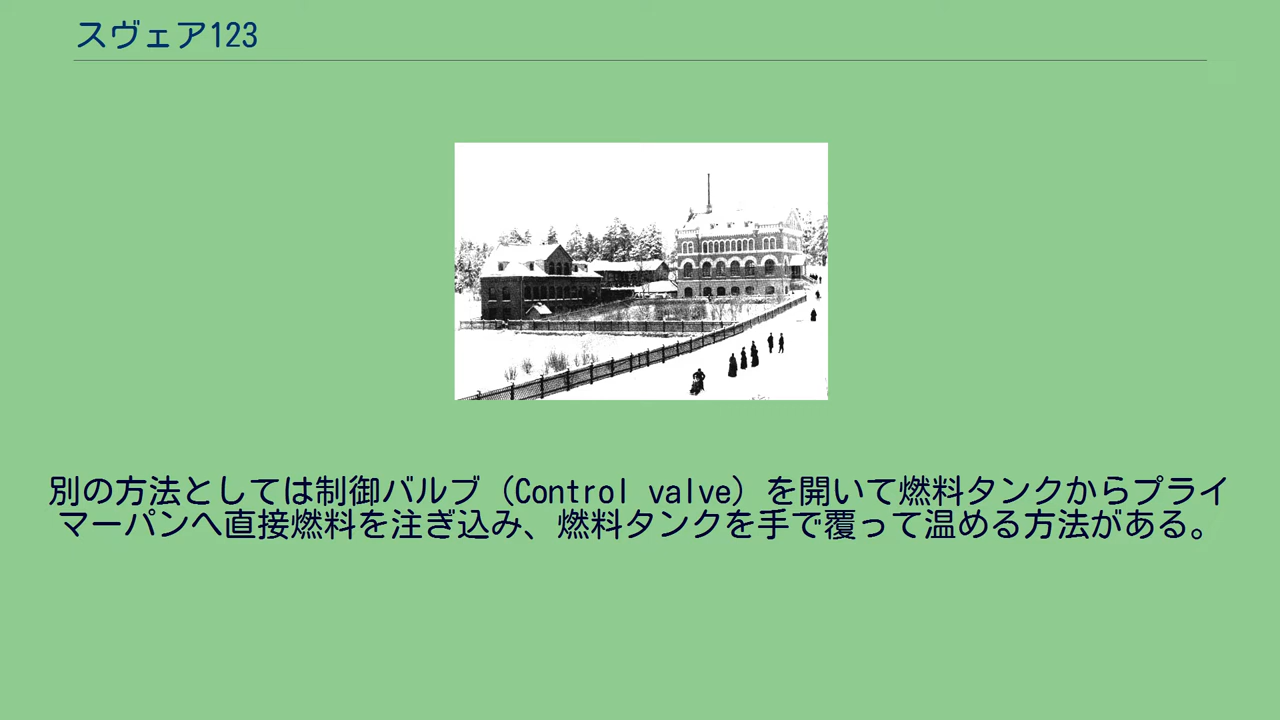 スヴェア123
別の方法としては制御バルブ（Control valve）を開いて燃料タンクからプライ
マーパンへ直接燃料を注ぎ込み、燃料タンクを手で覆って温める方法がある。